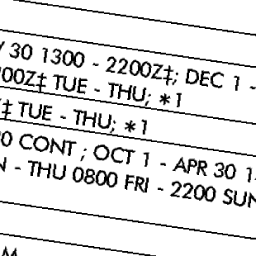 30 1300 - 2200Z‡; DEC 1 -
00Z‡ TUE - THU; *1
‡ TUE - THU; *1
0 CONT ; OCT 1 - APR 30
N - THU 0800 FRI - 2200 SUN